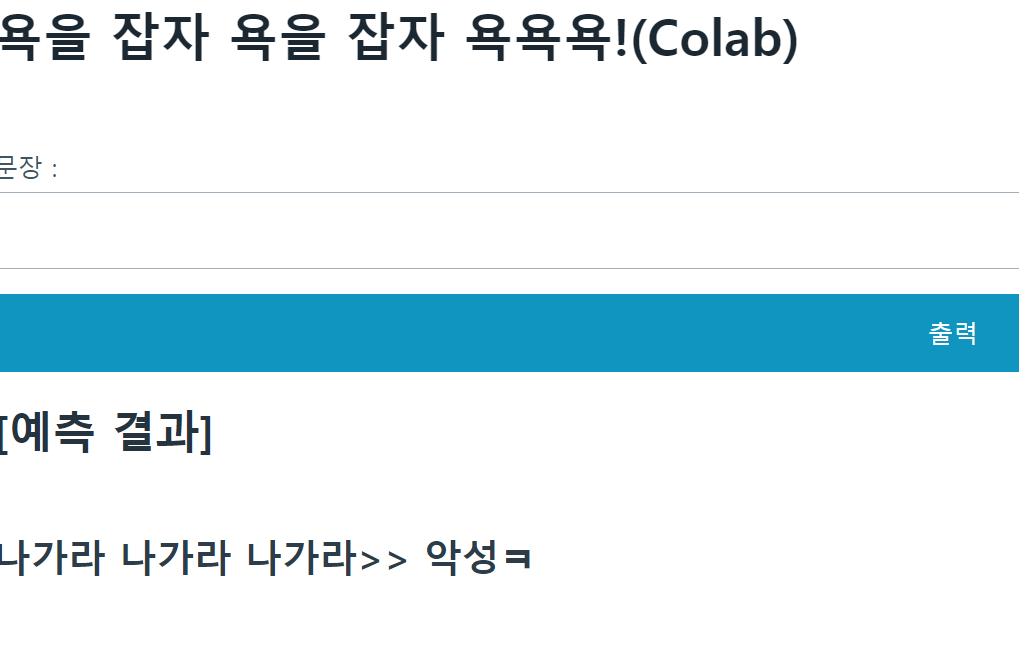 욕을 잡자 욕을 잡자 욕욕욕!(Colab)
문장 :
출력
[예측 결과]
나가라 나가라 나가라>> 악성ㅋ